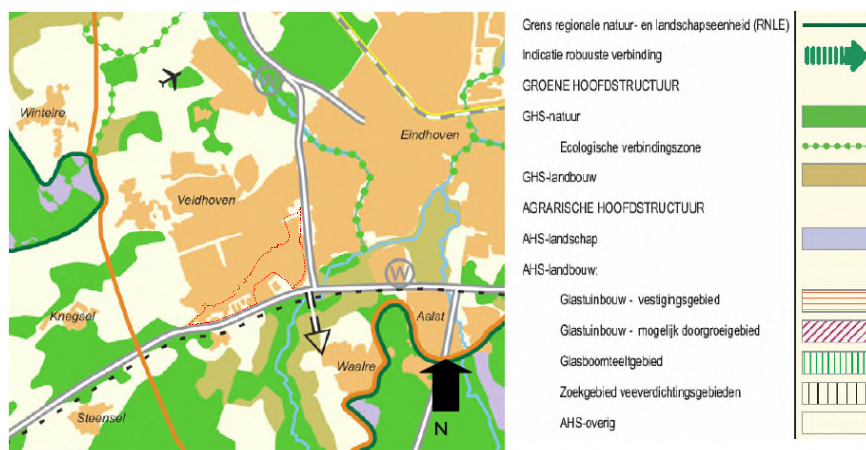 Wintelre
Eindhoven
Veldhoven
Knegsel
Aalst
Waalre
Steensel
W
W
N
Grens regionale natuur- en landschapseenheid (RNLE)
Indicatie robuuste verbinding
GROENE HOOFDSTRUCTUUR
GHS-natuur
Ecologische verbindingszone
GHS-landbouw
AGRARISCHE HOOFDSTRUCTUUR
AHS-landschap
AHS-landbouw:
Glastuinbouw - vestigingsgebied
Glastuinbouw - mogelijk doorgroeigebied
Glasboomteeltgebied
Zoekgebied veeverdichtingsgebieden
AHS-overig